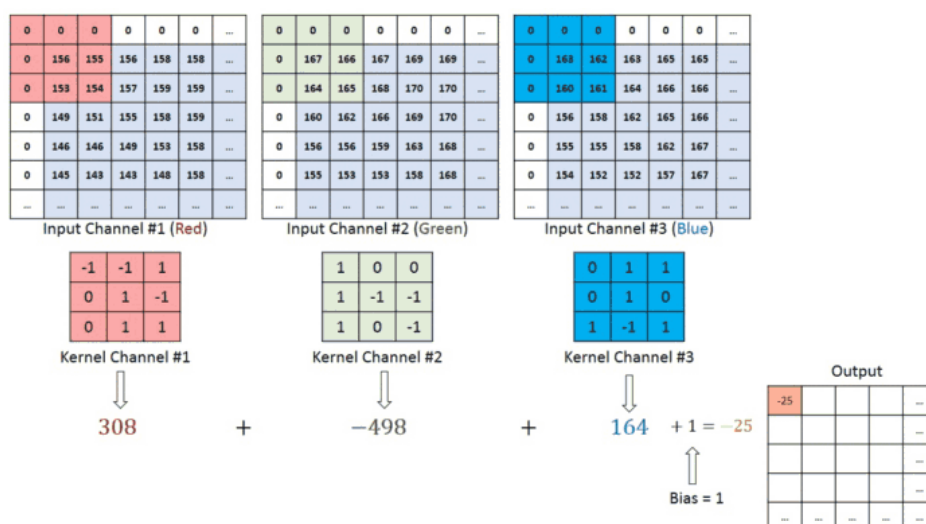 0 0 0 0 0 0 ... 0 0 0 0 0 0 ... 0 0 0 0 0 0 ...
0 156 155 156 158 158 ... 0 167 166 167 169 169 ... 0 163 162 163 165 165 ...
0 153 154 157 159 159 ... 0 164 165 168 170 170 ... 0 160 161 164 166 166 ...
0 149 151 155 158 159 ... 0 160 162 166 169 170 ... 0 156 158 162 165 166 ...
0 146 146 149 153 158 ... 0 156 156 159 163 168 ... 0 155 155 158 162 167 ...
0 145 143 143 148 158 ... 0 155 153 153 158 168 ... 0 154 152 152 157 167 ...
... ... ... ... ... ... ... ... ... ... ... ... ... ... ... ... ... ... ... ... ...
Input Channel #1 (Red) Input Channel #2 (Green) Input Channel #3 (Blue)
-1 -1 1 1 0 0 0 1 1
0 1 -1 1 -1 -1 0 1 0
0 1 1 1 0 -1 1 -1 1
Kernel Channel #1 Kernel Channel #2 Kernel Channel #3
Output
308 + −498 + 164 + 1 = −25
Bias = 1
-25 ...
...
...
...
... ... ... ... ...